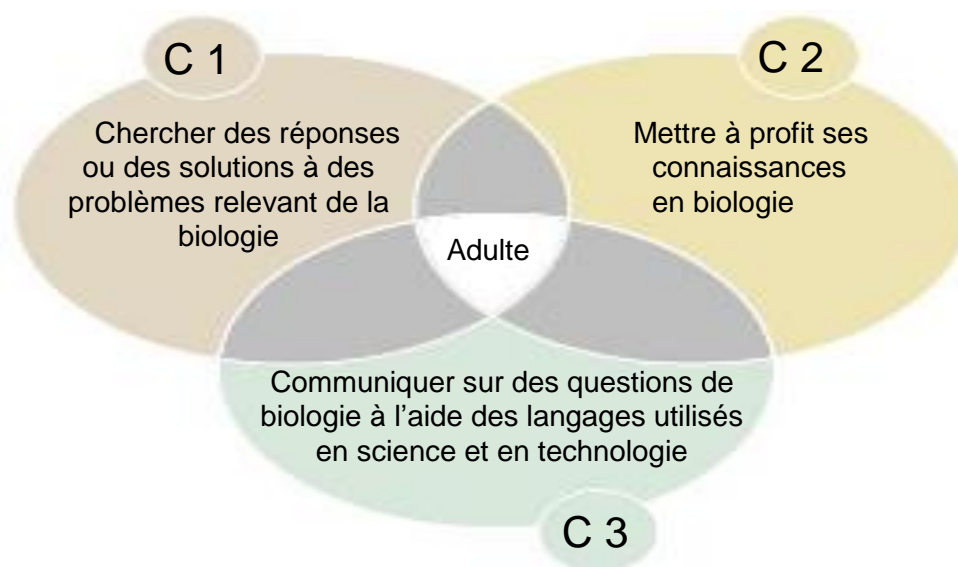 C 1
Chercher des réponses
ou des solutions à des
problèmes relevant de la
biologie
C 2
Mettre à profit ses
connaissances
en biologie
Adulte
Communiquer sur des questions de
biologie à l’aide des langages utilisés
en science et en technologie
C 3